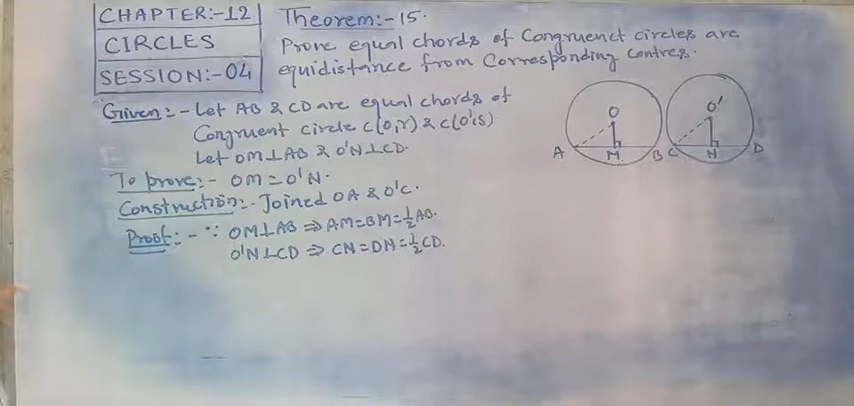 CHAPTER:-12
CIRCLES
SESSION:-04
Theorem:-15.
Prove equal chords of Congruenct circles are
equidistance from Corresponding centres.
Given:- Let AB & CD are equal chords of
Congruent circle C(O,r) & C(O's)
Let OM⊥AB & O'N⊥CD.
To prove:- OM=O'N.
Construction:- Joined OA & O'C.
Proof:- ∵ OM⊥AB ⇒ AM=BM=½AB.
O'N⊥CD ⇒ CN=DN=½CD.
O
A M B
O'
C N D